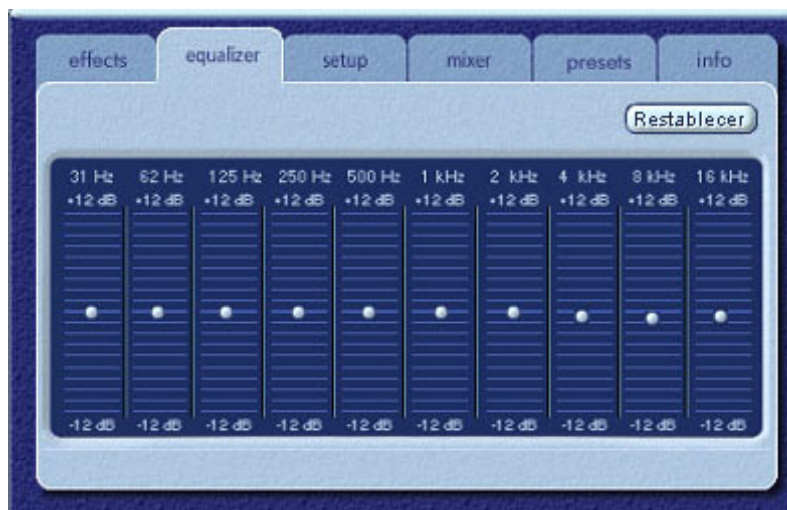 effects equalizer setup mixer presets info
Restablecer
31 Hz 62 Hz 125 Hz 250 Hz 500 Hz 1 kHz 2 kHz 4 kHz 8 kHz 16 kHz
+12 dB +12 dB +12 dB +12 dB +12 dB +12 dB +12 dB +12 dB +12 dB +12 dB
-12 dB -12 dB -12 dB -12 dB -12 dB -12 dB -12 dB -12 dB -12 dB -12 dB